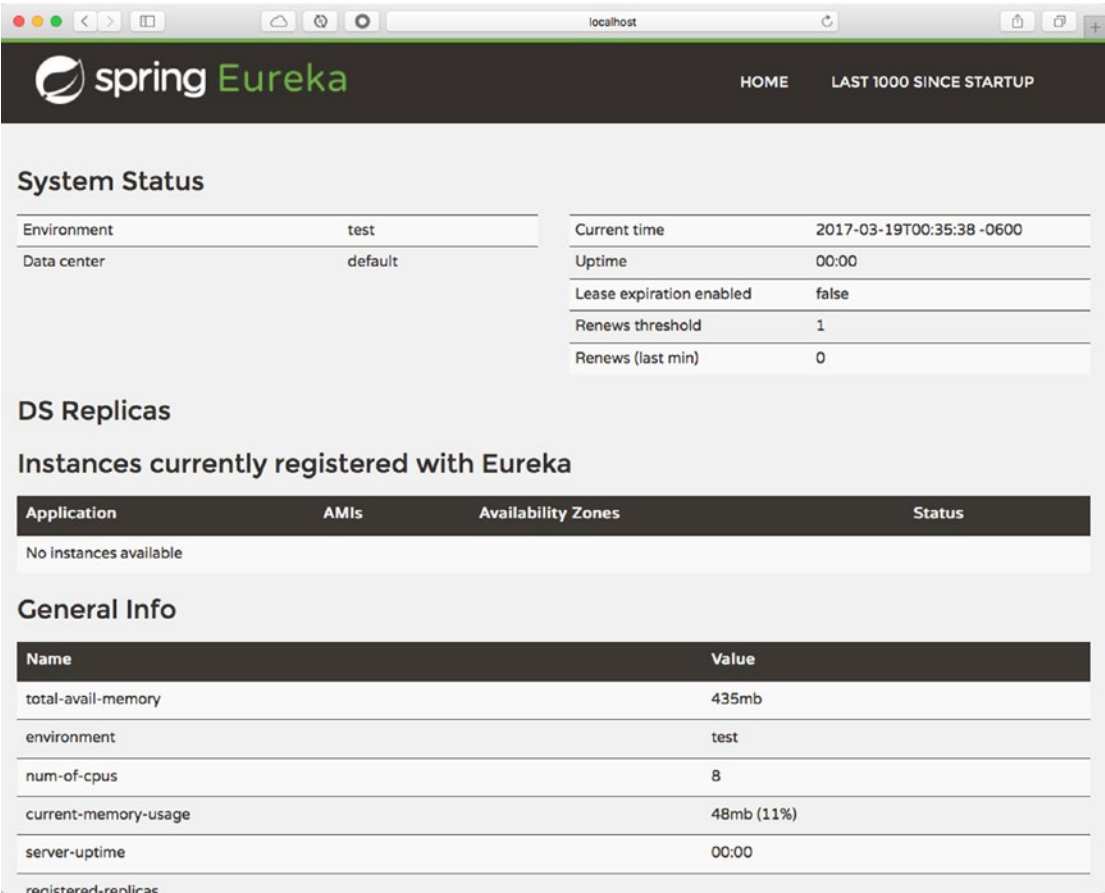 localhost
spring Eureka
HOME LAST 1000 SINCE STARTUP
System Status
Environment test
Data center default
Current time 2017-03-19T00:35:38 -0600
Uptime 00:00
Lease expiration enabled false
Renews threshold 1
Renews (last min) 0
DS Replicas
Instances currently registered with Eureka
Application AMIs Availability Zones Status
No instances available
General Info
Name Value
total-avail-memory 435mb
environment test
num-of-cpus 8
current-memory-usage 48mb (11%)
server-uptime 00:00
registered-replicas